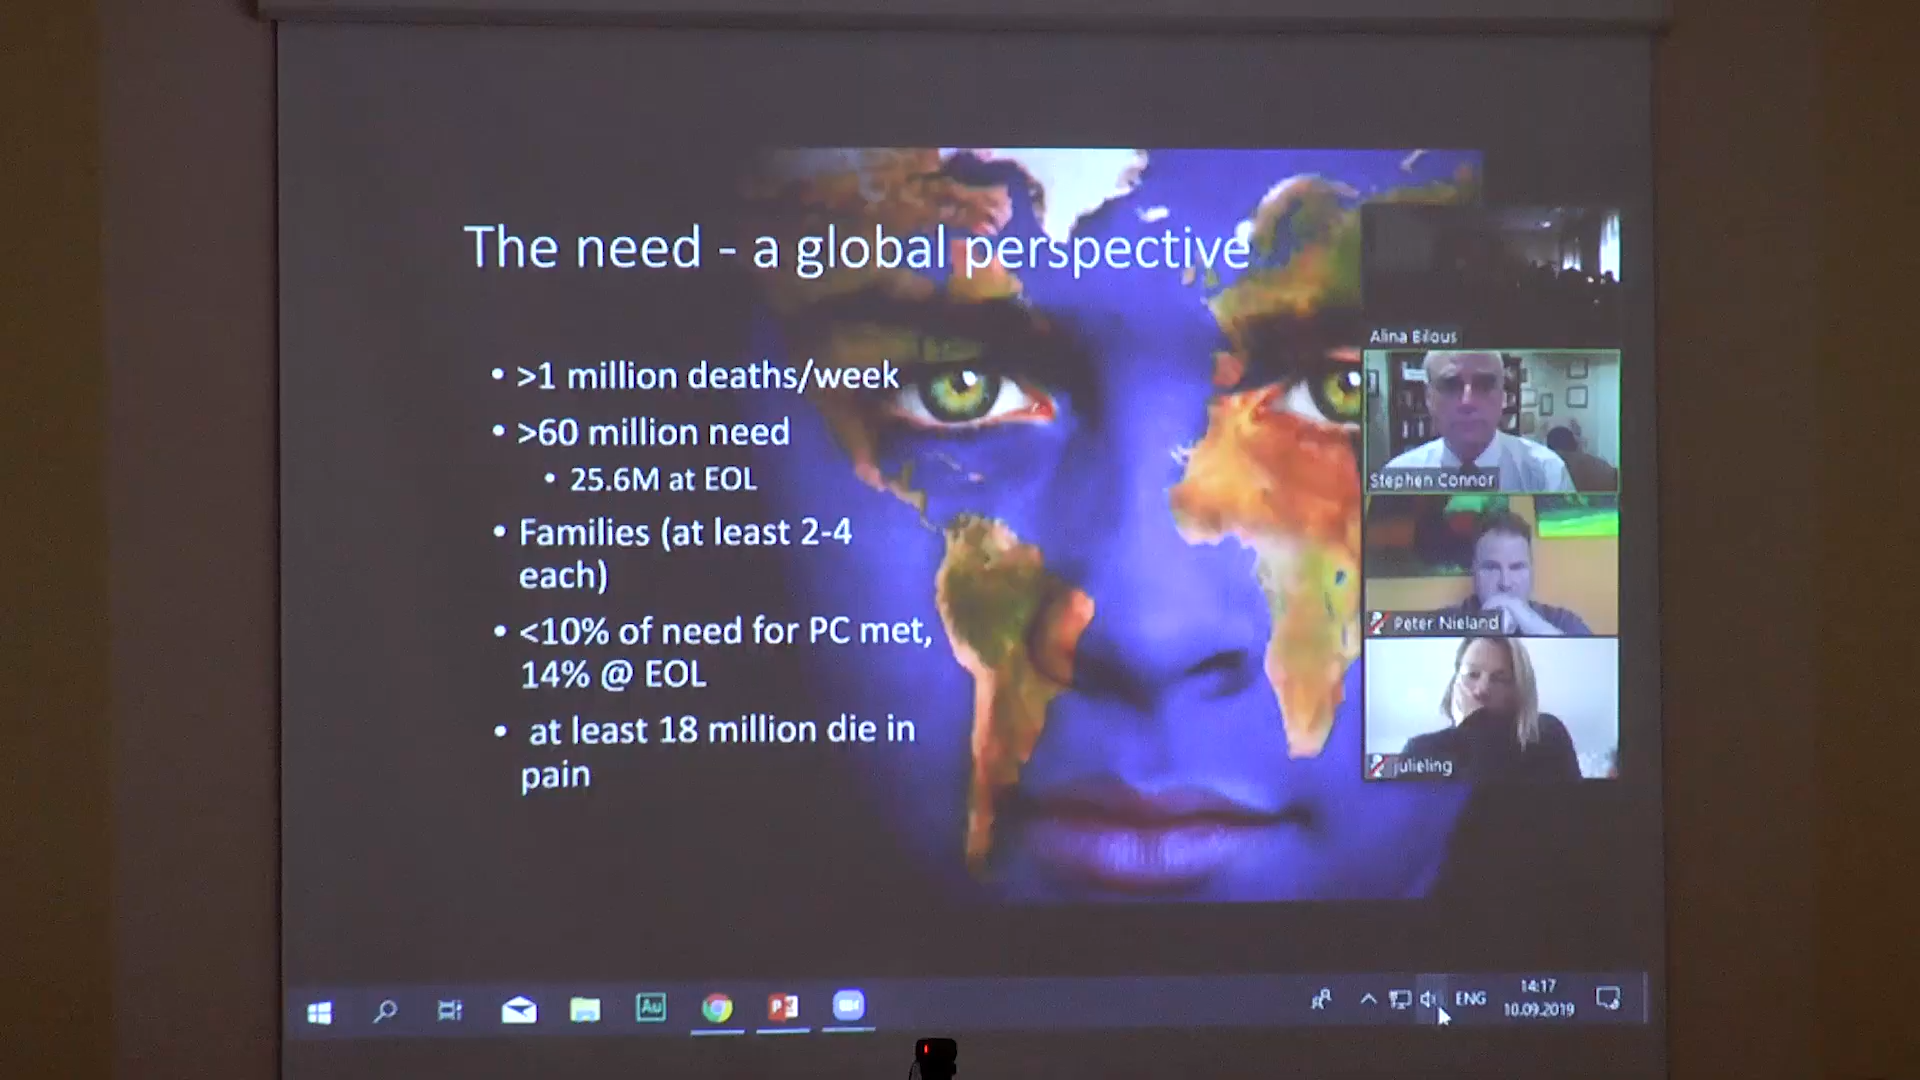 The need - a global perspective
• >1 million deaths/week
• >60 million need
• 25.6M at EOL
• Families (at least 2-4
each)
• <10% of need for PC met,
14% @ EOL
• at least 18 million die in
pain
Alina Bilous
Stephen Connor
Peter Nieland
julieling
Au
ENG
14:17
10.09.2019